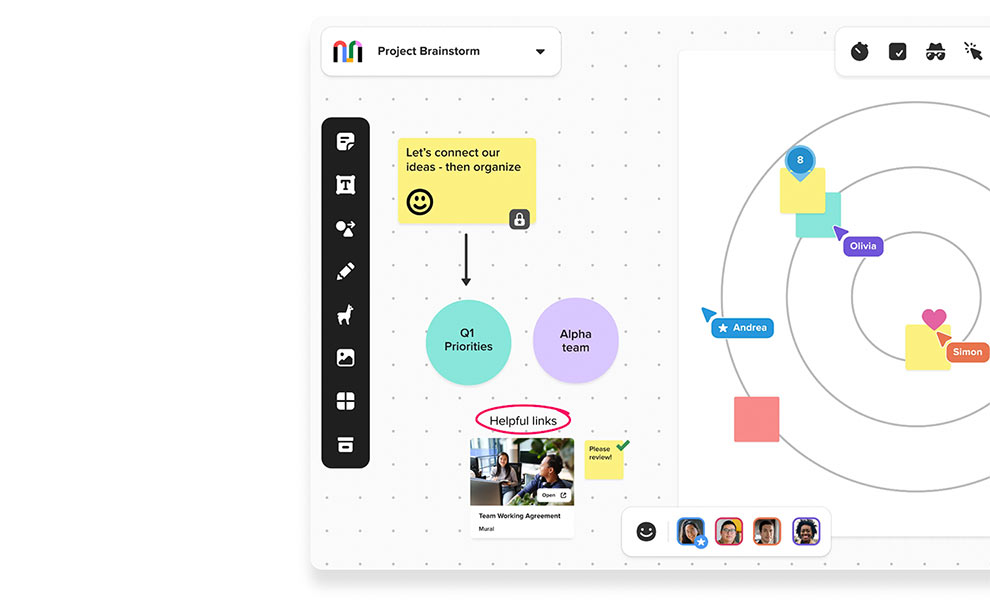 Project Brainstorm
Let's connect our
ideas - then organize
T
8
Olivia
Andrea
Simon
Q1
Priorities
Alpha
team
Helpful links
Please
review!
Open
Team Working Agreement
Mural